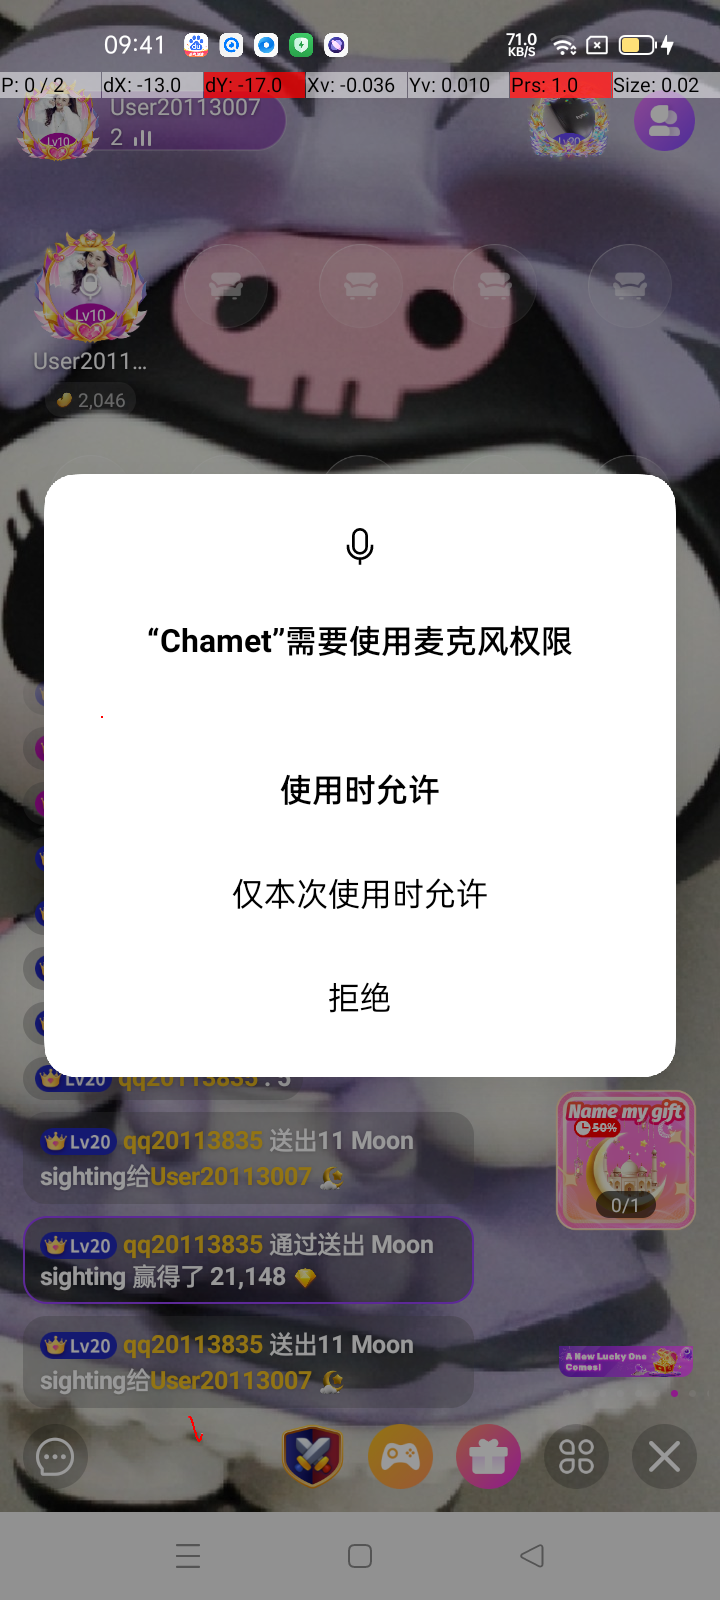 09:41
71.0 KB/S
P: 0 / 2
dX: -13.0
dY: -17.0
Xv: -0.036
Yv: 0.010
Prs: 1.0
Size: 0.02
User20113007
2
Lv10
Lv20
Lv10
User2011...
2,046
“Chamet”需要使用麦克风权限
使用时允许
仅本次使用时允许
拒绝
Lv20 qq20113835 : 5
Lv20 qq20113835 送出11 Moon
sighting给User20113007
Name my gift
50%
0/1
Lv20 qq20113835 通过送出 Moon
sighting 赢得了 21,148
Lv20 qq20113835 送出11 Moon
sighting给User20113007
A New Lucky One
Comes!